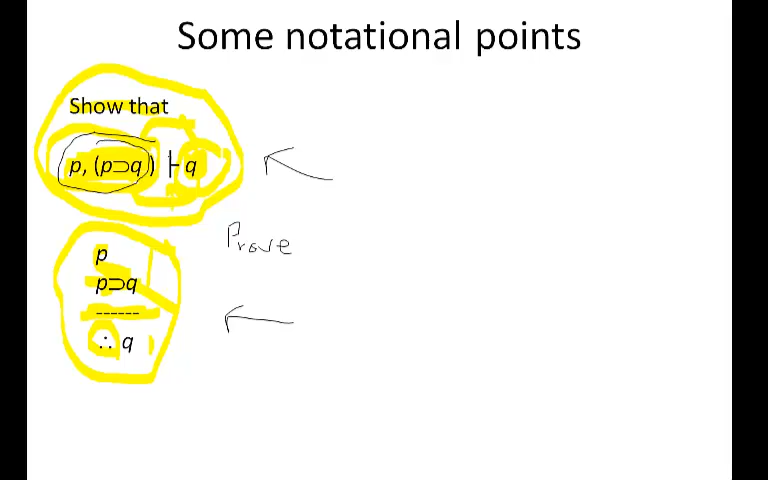 Some notational points
Show that
p, (p⊃q) ⊢ q
Prove
p
p⊃q
------
∴ q